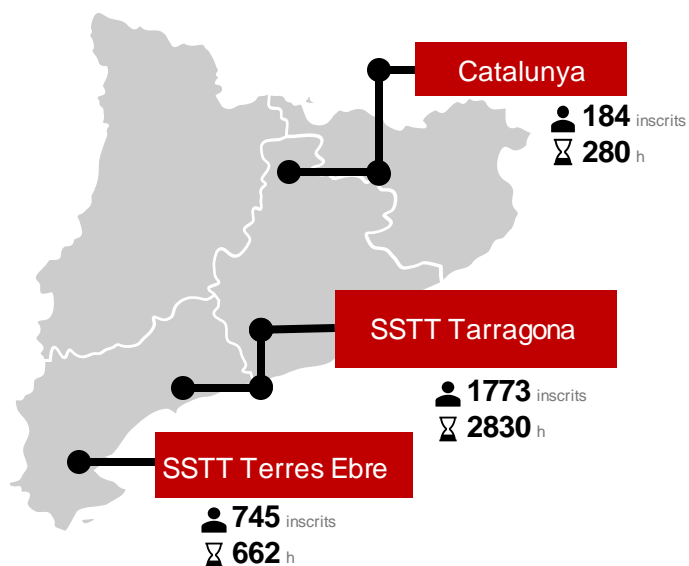 Catalunya
184 inscrits
280 h
SSTT Tarragona
1773 inscrits
2830 h
SSTT Terres Ebre
745 inscrits
662 h